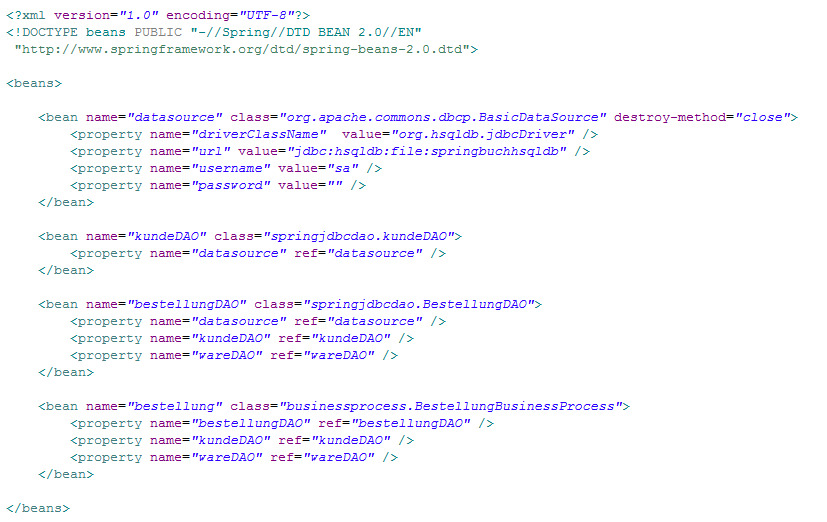 <?xml version="1.0" encoding="UTF-8"?>
<!DOCTYPE beans PUBLIC "-//Spring//DTD BEAN 2.0//EN"
 "http://www.springframework.org/dtd/spring-beans-2.0.dtd">

<beans>

    <bean name="datasource" class="org.apache.commons.dbcp.BasicDataSource" destroy-method="close">
        <property name="driverClassName"  value="org.hsqldb.jdbcDriver" />
        <property name="url" value="jdbc:hsqldb:file:springbuchhsqldb" />
        <property name="username" value="sa" />
        <property name="password" value="" />
    </bean>

    <bean name="kundeDAO" class="springjdbcdao.kundeDAO">
        <property name="datasource" ref="datasource" />
    </bean>

    <bean name="bestellungDAO" class="springjdbcdao.BestellungDAO">
        <property name="datasource" ref="datasource" />
        <property name="kundeDAO" ref="kundeDAO" />
        <property name="wareDAO" ref="wareDAO" />
    </bean>

    <bean name="bestellung" class="businessprocess.BestellungBusinessProcess">
        <property name="bestellungDAO" ref="bestellungDAO" />
        <property name="kundeDAO" ref="kundeDAO" />
        <property name="wareDAO" ref="wareDAO" />
    </bean>

</beans>